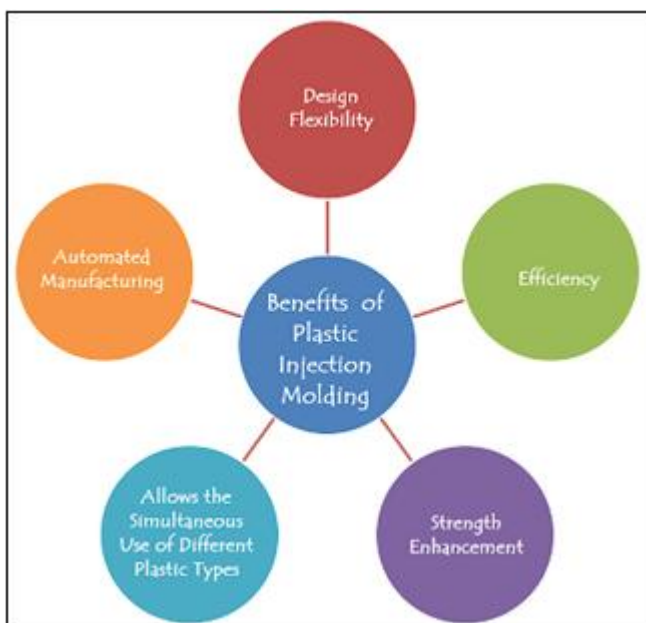 Design
Flexibility
Automated
Manufacturing
Efficiency
Benefits of
Plastic
Injection
Molding
Allows the
Simultaneous
Use of Different
Plastic Types
Strength
Enhancement